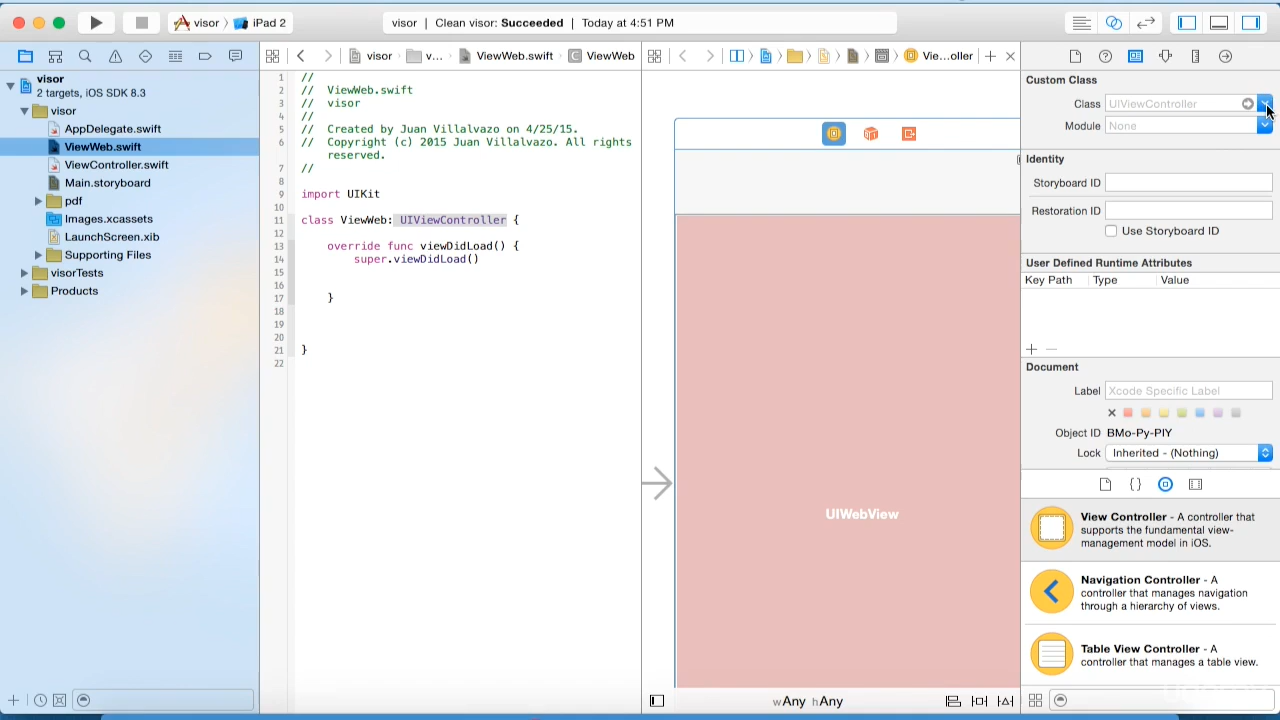 visor
iPad 2
visor | Clean visor: Succeeded | Today at 4:51 PM
visor
v...
ViewWeb.swift
ViewWeb
Vie...oller
visor
2 targets, iOS SDK 8.3
visor
AppDelegate.swift
ViewWeb.swift
ViewController.swift
Main.storyboard
pdf
Images.xcassets
LaunchScreen.xib
Supporting Files
visorTests
Products
1 //
2 // ViewWeb.swift
3 // visor
4 //
5 // Created by Juan Villalvazo on 4/25/15.
6 // Copyright (c) 2015 Juan Villalvazo. All rights
reserved.
7 //
8
9 import UIKit
10
11 class ViewWeb: UIViewController {
12
13 override func viewDidLoad() {
14 super.viewDidLoad()
15
16
17 }
18
19
20
21 }
22
UIWebView
wAny hAny
Custom Class
Class UIViewController
Module None
Identity
Storyboard ID
Restoration ID
Use Storyboard ID
User Defined Runtime Attributes
Key Path Type Value
Document
Label Xcode Specific Label
Object ID BMo-Py-PIY
Lock Inherited - (Nothing)
View Controller - A controller that
supports the fundamental view-
management model in iOS.
Navigation Controller - A
controller that manages navigation
through a hierarchy of views.
Table View Controller - A
controller that manages a table view.